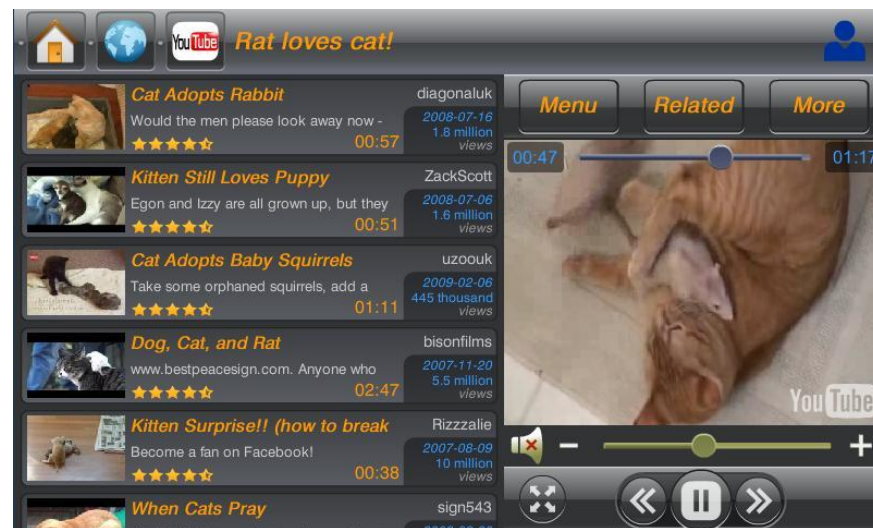 YouTube
Rat loves cat!
Cat Adopts Rabbit
diagonaluk
Would the men please look away now -
2008-07-16
1.8 million
views
00:57
Kitten Still Loves Puppy
ZackScott
Egon and Izzy are all grown up, but they
2008-07-06
1.6 million
views
00:51
Cat Adopts Baby Squirrels
uzoouk
Take some orphaned squirrels, add a
2009-02-06
445 thousand
views
01:11
Dog, Cat, and Rat
bisonfilms
www.bestpeacesign.com. Anyone who
2007-11-20
5.5 million
views
02:47
Kitten Surprise!! (how to break
Rizzzalie
Become a fan on Facebook!
2007-08-09
10 million
views
00:38
When Cats Pray
sign543
Menu
Related
More
00:47
01:17
YouTube